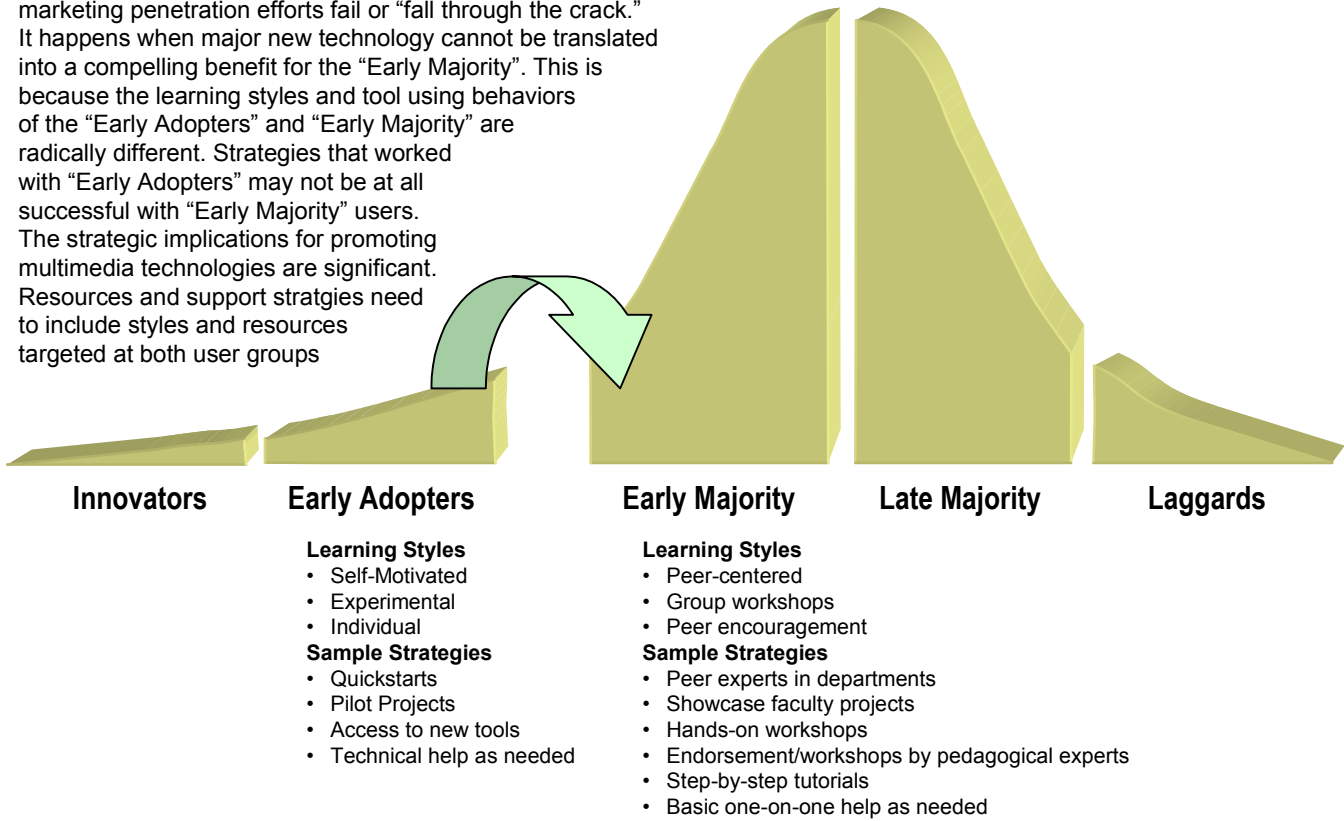 marketing penetration efforts fail or “fall through the crack.”
It happens when major new technology cannot be translated
into a compelling benefit for the “Early Majority”. This is
because the learning styles and tool using behaviors
of the “Early Adopters” and “Early Majority” are
radically different. Strategies that worked
with “Early Adopters” may not be at all
successful with “Early Majority” users.
The strategic implications for promoting
multimedia technologies are significant.
Resources and support stratgies need
to include styles and resources
targeted at both user groups
Innovators
Early Adopters
Early Majority
Late Majority
Laggards
Learning Styles
• Self-Motivated
• Experimental
• Individual
Sample Strategies
• Quickstarts
• Pilot Projects
• Access to new tools
• Technical help as needed
Learning Styles
• Peer-centered
• Group workshops
• Peer encouragement
Sample Strategies
• Peer experts in departments
• Showcase faculty projects
• Hands-on workshops
• Endorsement/workshops by pedagogical experts
• Step-by-step tutorials
• Basic one-on-one help as needed